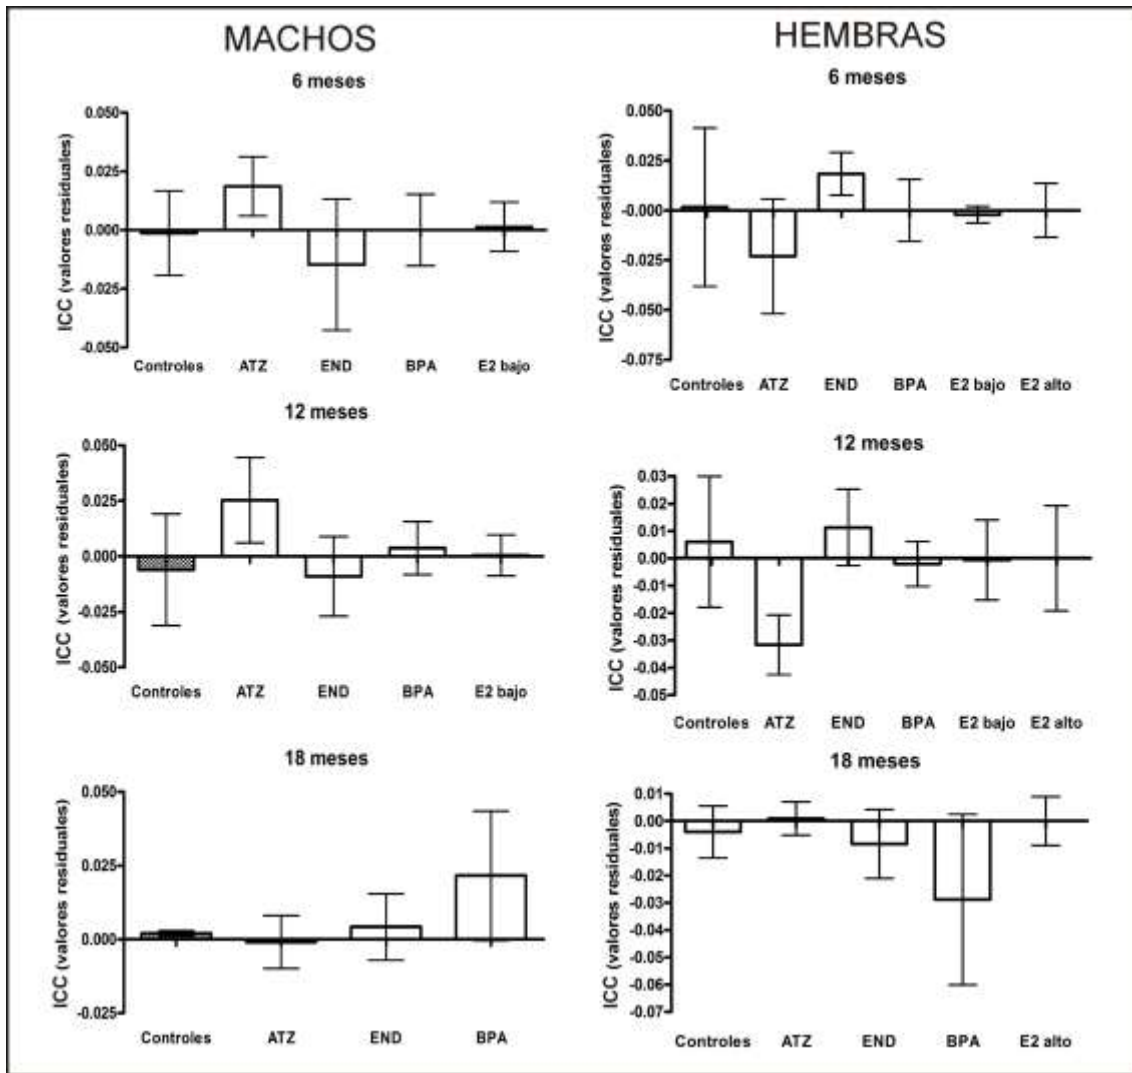 MACHOS
6 meses
ICC (valores residuales)
0.050
0.025
0.000
-0.025
-0.050
Controles ATZ END BPA E2 bajo
12 meses
ICC (valores residuales)
0.050
0.025
0.000
-0.025
-0.050
Controles ATZ END BPA E2 bajo
18 meses
ICC (valores residuales)
0.050
0.025
0.000
-0.025
Controles ATZ END BPA
HEMBRAS
6 meses
ICC (valores residuales)
0.050
0.025
-0.000
-0.025
-0.050
-0.075
Controles ATZ END BPA E2 bajo E2 alto
12 meses
ICC (valores residuales)
0.03
0.02
0.01
0.00
-0.01
-0.02
-0.03
-0.04
-0.05
Controles ATZ END BPA E2 bajo E2 alto
18 meses
ICC (valores residuales)
0.01
0.00
-0.01
-0.02
-0.03
-0.04
-0.05
-0.06
-0.07
Controles ATZ END BPA E2 alto